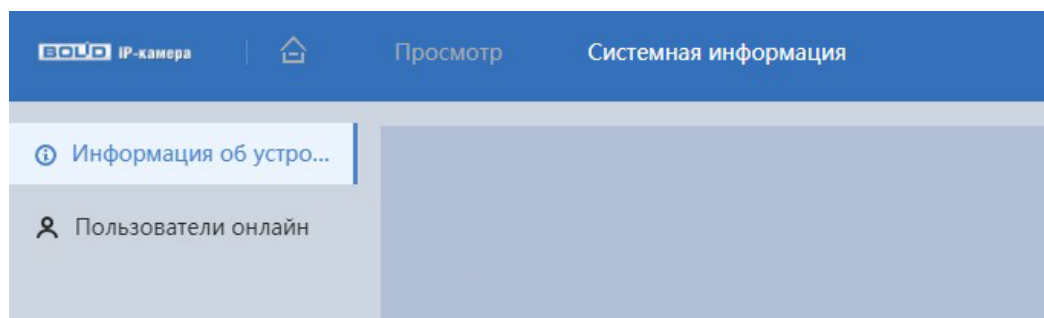 BOLID IP-камера Просмотр Системная информация
Информация об устро...
Пользователи онлайн